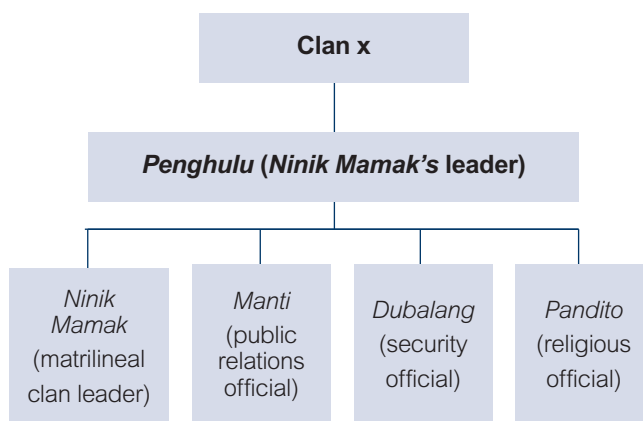 Clan x
Penghulu (Ninik Mamak's leader)
Ninik
Mamak
(matrilineal
clan leader)
Manti
(public
relations
official)
Dubalang
(security
official)
Pandito
(religious
official)